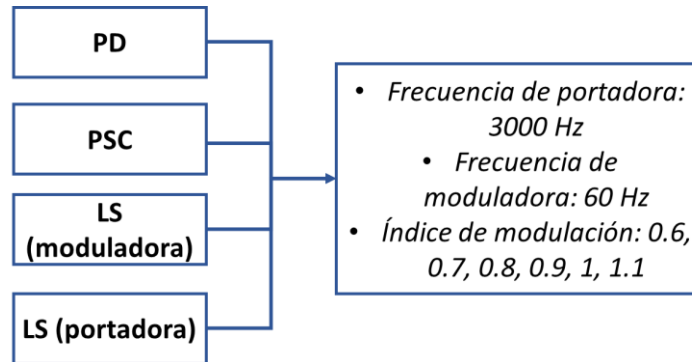 PD
PSC
LS
(moduladora)
LS (portadora)
• Frecuencia de portadora:
3000 Hz
• Frecuencia de
moduladora: 60 Hz
• Índice de modulación: 0.6,
0.7, 0.8, 0.9, 1, 1.1